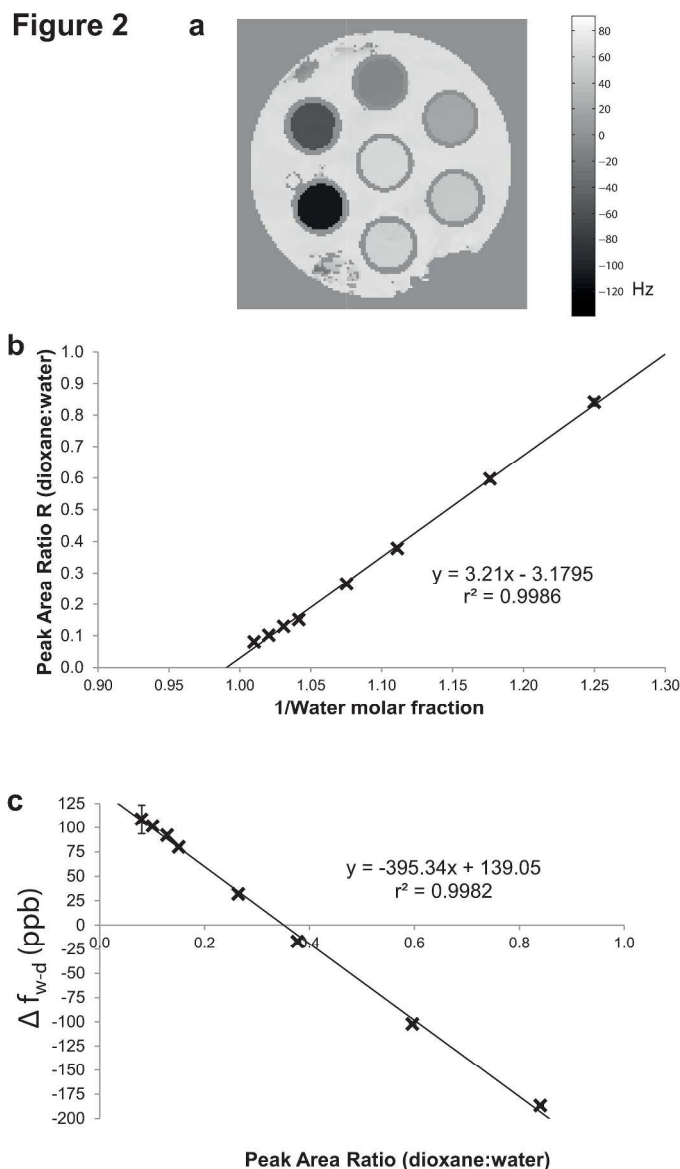 Figure 2
a
80
60
40
20
0
−20
−40
−60
−80
−100
−120
Hz
b
Peak Area Ratio R (dioxane:water)
1.0
0.9
0.8
0.7
0.6
0.5
0.4
0.3
0.2
0.1
0.0
y = 3.21x - 3.1795
r² = 0.9986
0.90 0.95 1.00 1.05 1.10 1.15 1.20 1.25 1.30
1/Water molar fraction
c
Δ f_w-d (ppb)
125
100
75
50
25
0
-25
-50
-75
-100
-125
-150
-175
-200
y = -395.34x + 139.05
r² = 0.9982
0.0 0.2 0.4 0.6 0.8 1.0
Peak Area Ratio (dioxane:water)